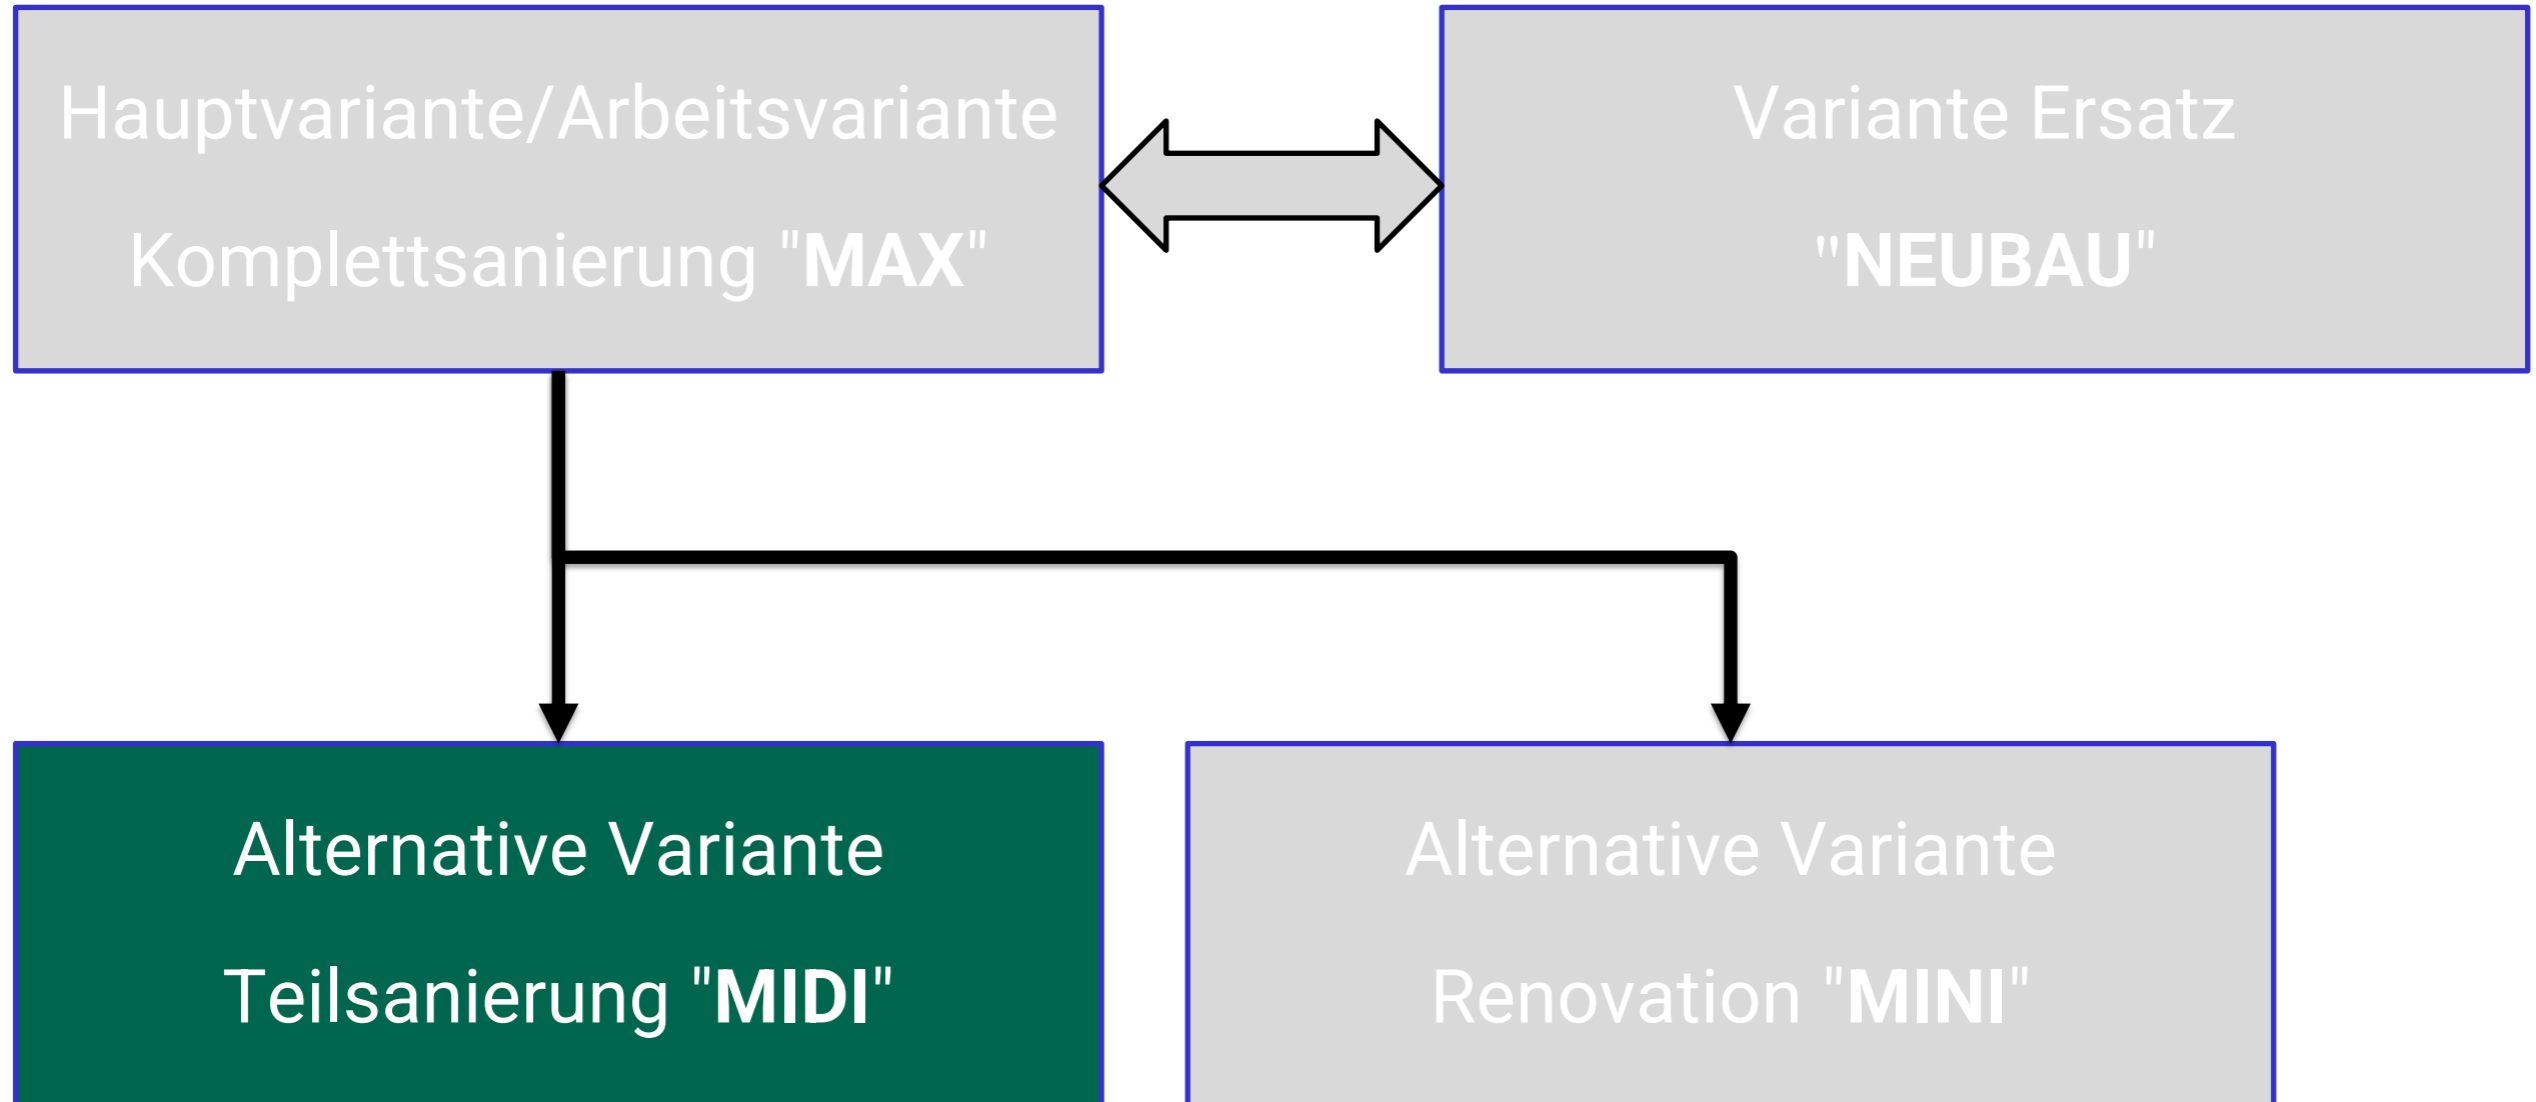 Hauptvariante/Arbeitsvariante
Komplettsanierung "MAX"
Variante Ersatz
"NEUBAU"
Alternative Variante
Teilsanierung "MIDI"
Alternative Variante
Renovation "MINI"